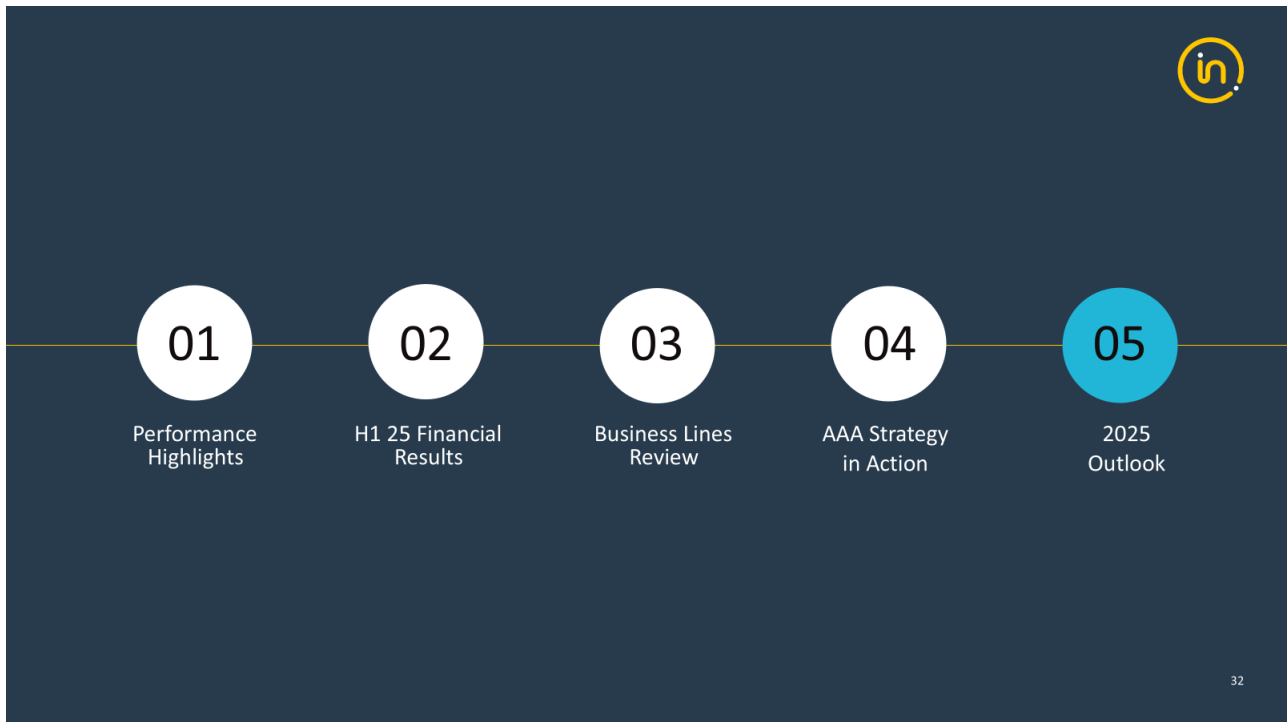 in
01
02
03
04
05
Performance
Highlights
H1 25 Financial
Results
Business Lines
Review
AAA Strategy
in Action
2025
Outlook
32